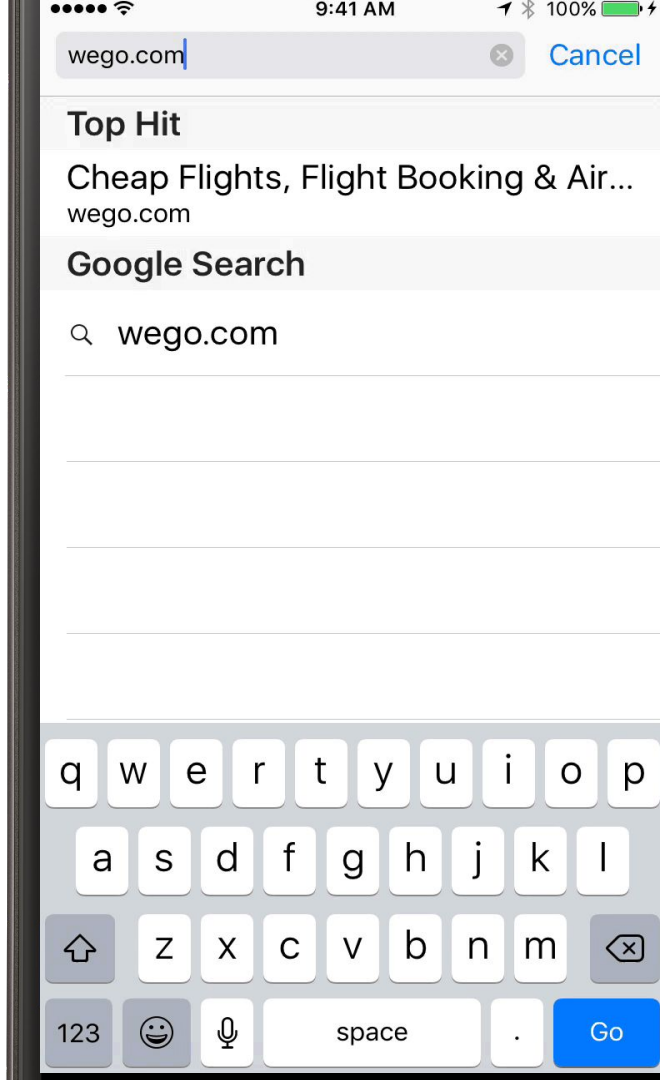 9:41 AM 100%
wego.com Cancel
Top Hit
Cheap Flights, Flight Booking & Air...
wego.com
Google Search
wego.com
q w e r t y u i o p
a s d f g h j k l
z x c v b n m
123 space . Go